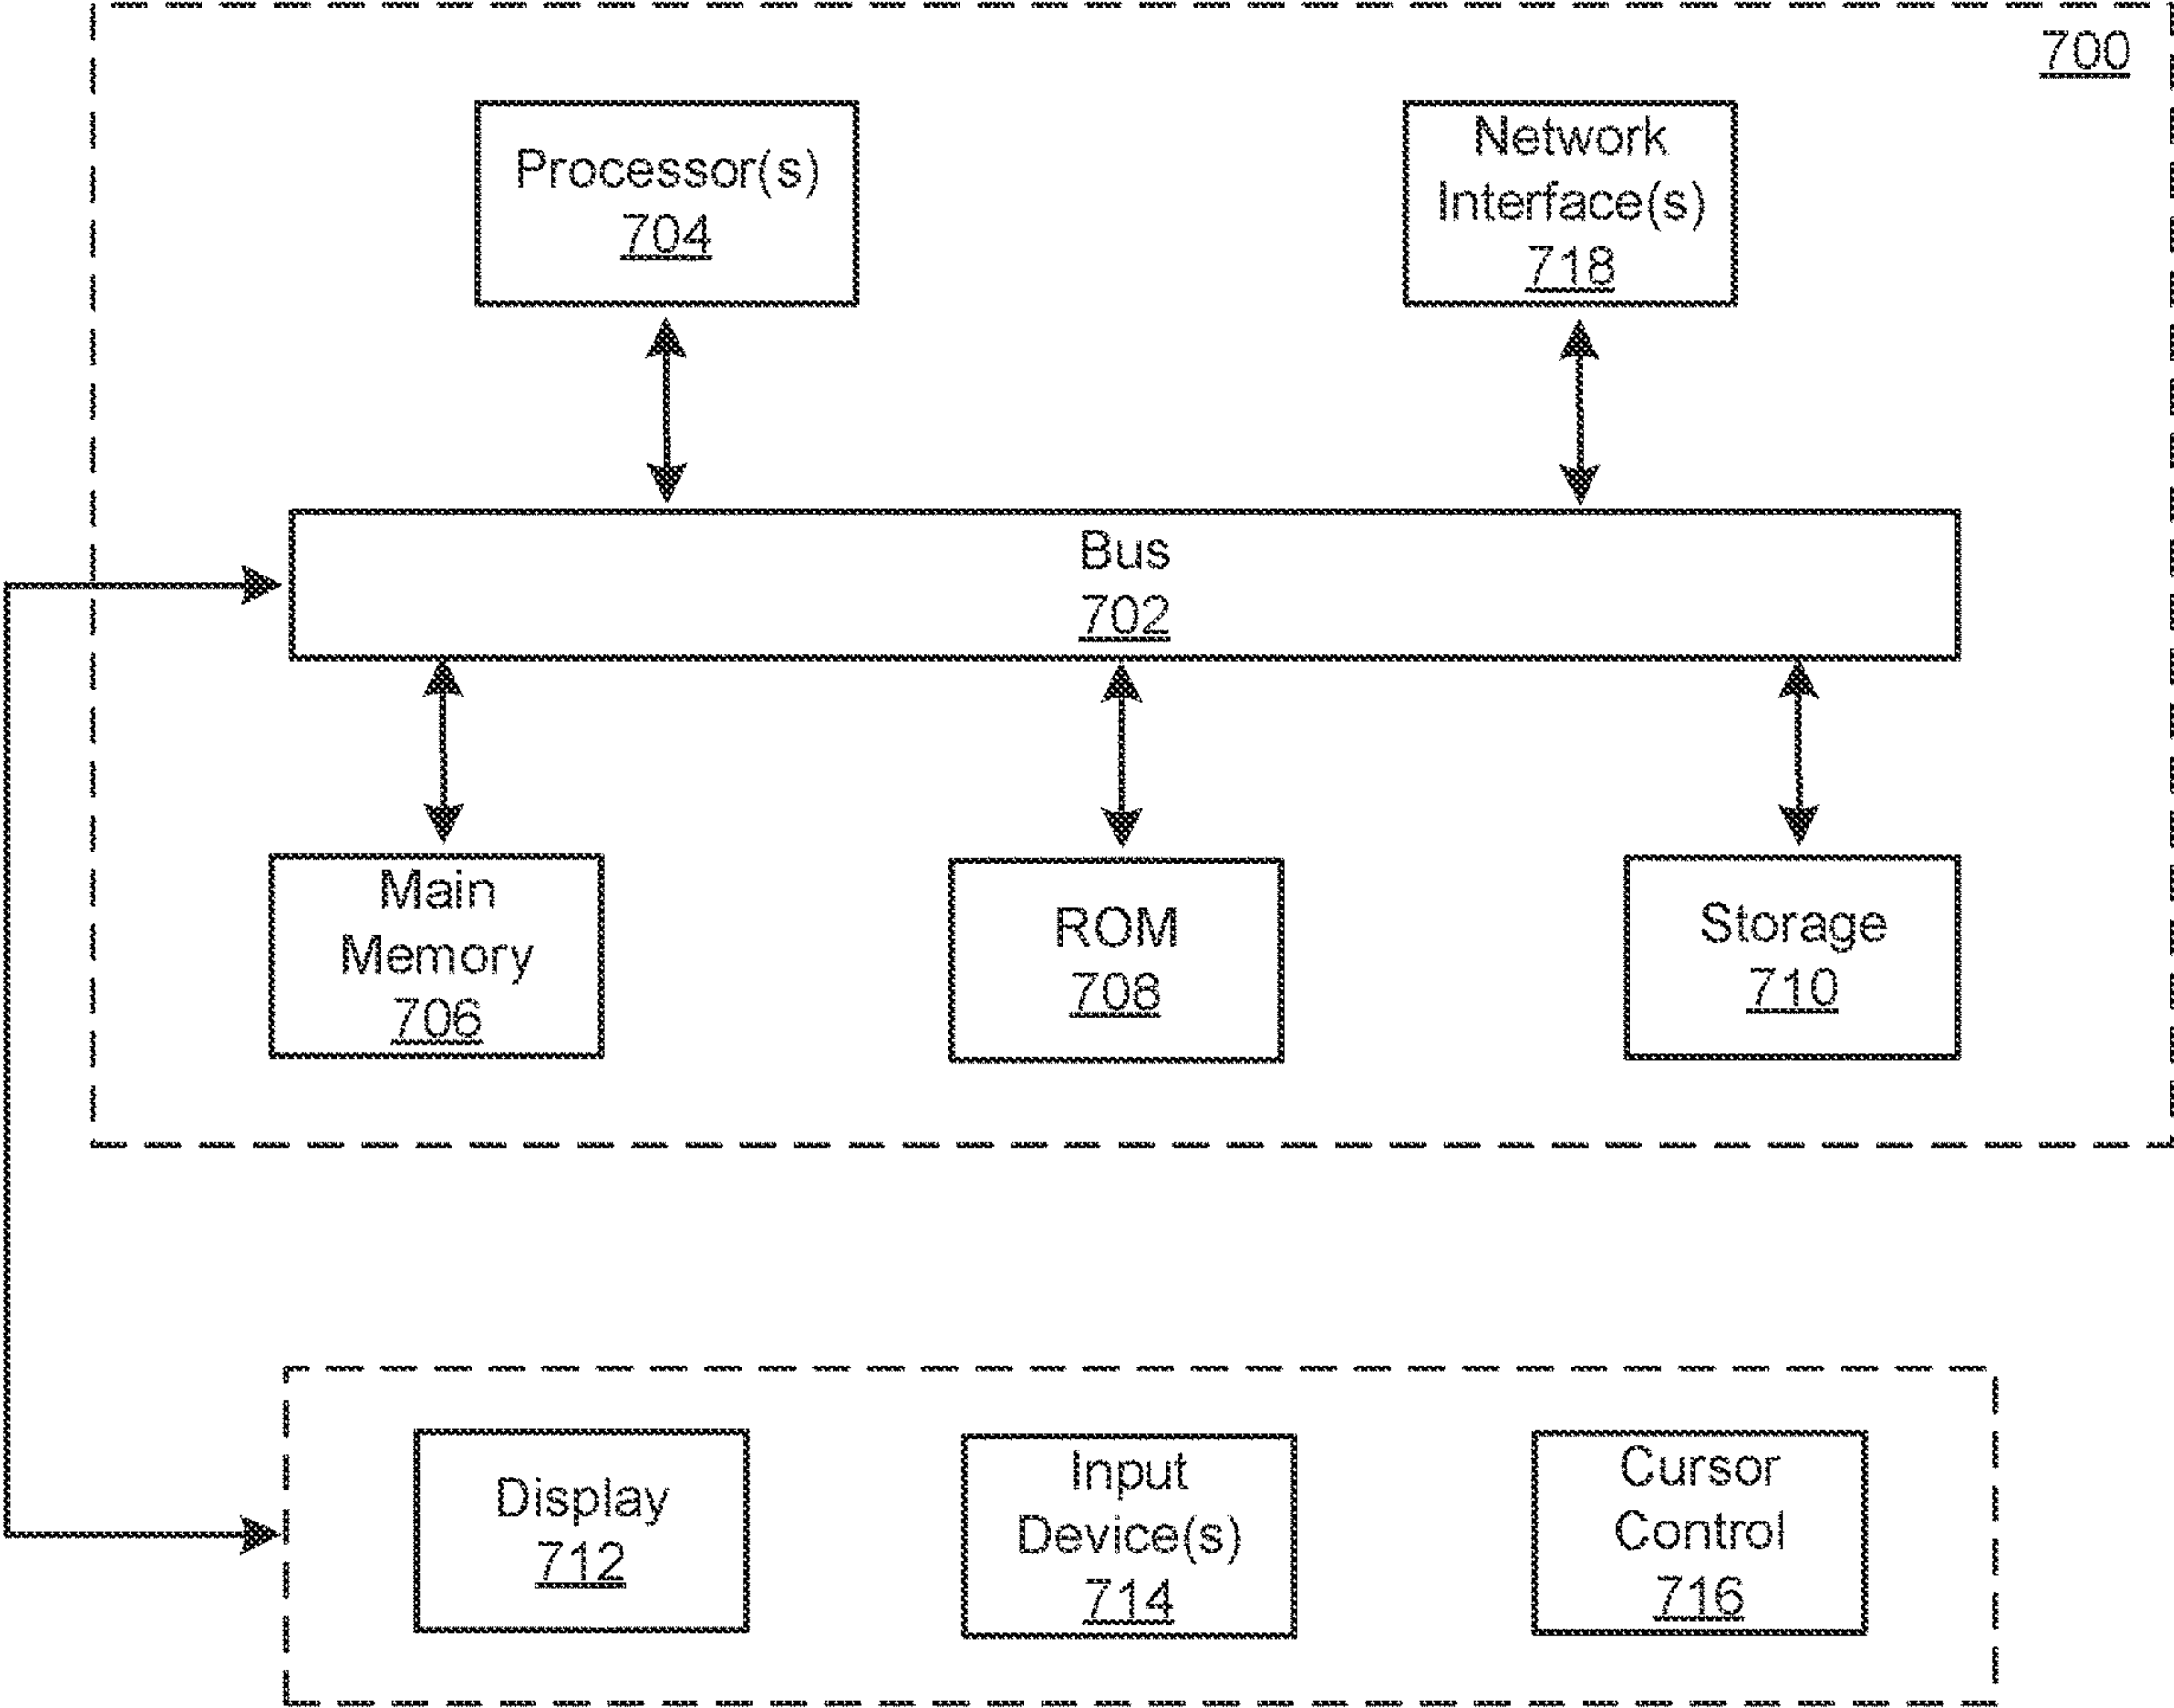 700
Processor(s)
704
Network
Interface(s)
718
Bus
702
Main
Memory
706
ROM
708
Storage
710
Display
712
Input
Device(s)
714
Cursor
Control
716